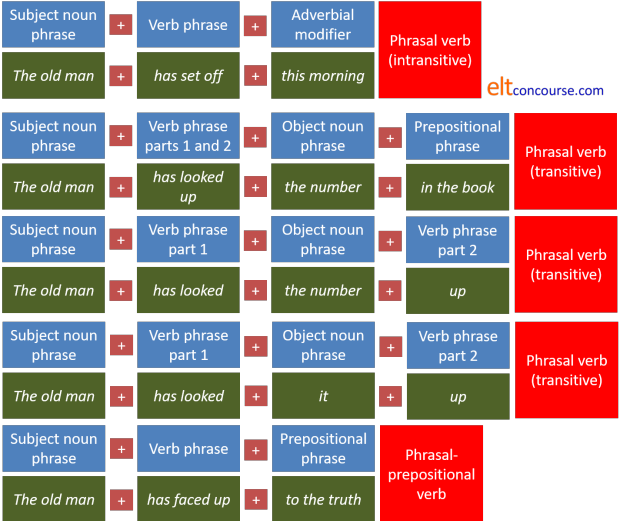 Subject noun phrase + Verb phrase + Adverbial modifier Phrasal verb (intransitive)
The old man + has set off + this morning
eltconcourse.com
Subject noun phrase + Verb phrase parts 1 and 2 + Object noun phrase + Prepositional phrase Phrasal verb (transitive)
The old man + has looked up + the number + in the book
Subject noun phrase + Verb phrase part 1 + Object noun phrase + Verb phrase part 2 Phrasal verb (transitive)
The old man + has looked + the number + up
Subject noun phrase + Verb phrase part 1 + Object noun phrase + Verb phrase part 2 Phrasal verb (transitive)
The old man + has looked + it + up
Subject noun phrase + Verb phrase + Prepositional phrase Phrasal-prepositional verb
The old man + has faced up + to the truth